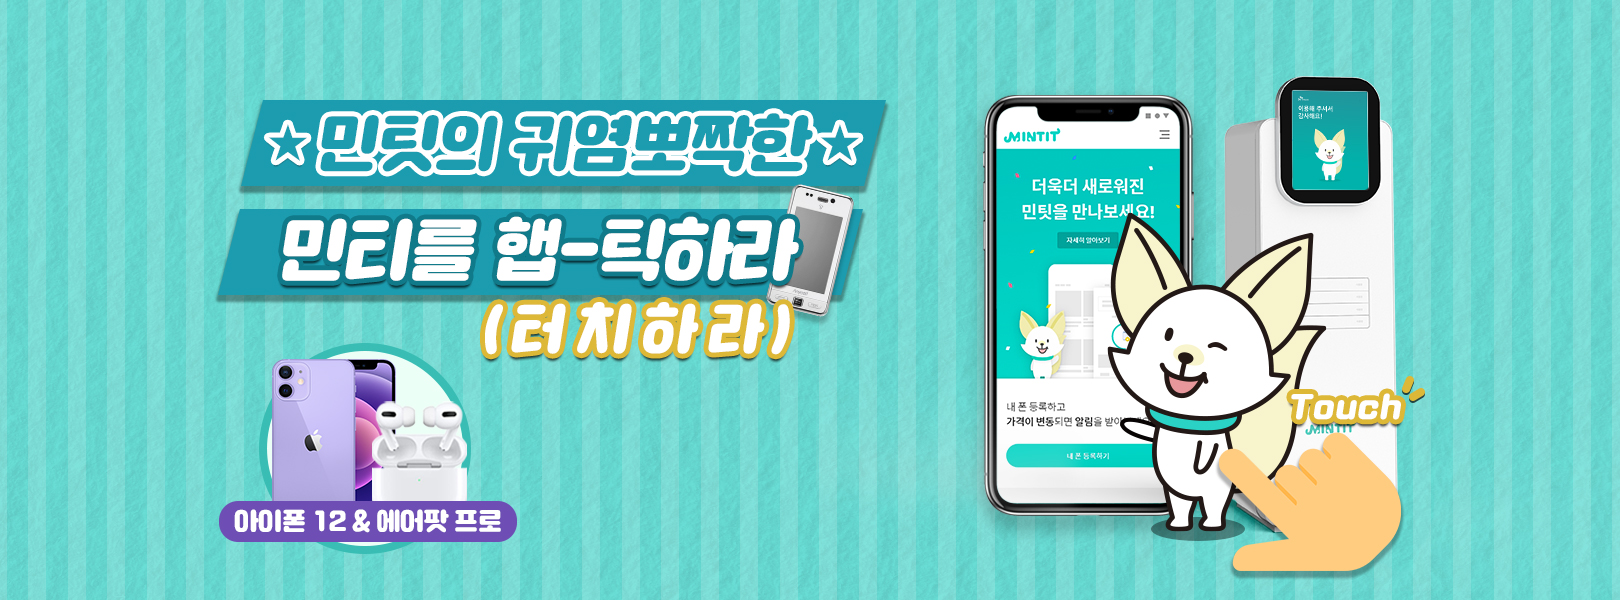 ☆민팃의 귀염뽀짝한☆
민티를 햅-틱하라
(터치하라)
아이폰 12 & 에어팟 프로
MINTIT
더욱더 새로워진
민팃을 만나보세요!
자세히 알아보기
내 폰 등록하고
가격이 변동되면 알림을 받아
내 폰 등록하기
이용해 주셔서
감사해요!
Touch
MINTIT